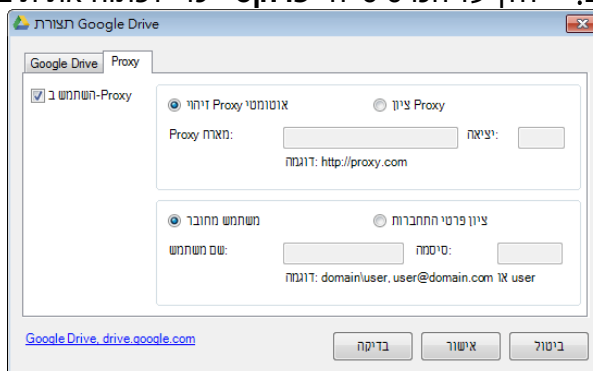 תצורת Google Drive
Google Drive Proxy
השתמש ב-Proxy
זיהוי Proxy אוטומטי ציון Proxy
מארח Proxy: יציאה:
דוגמה: http://proxy.com
משתמש מחובר ציון פרטי התחברות
שם משתמש: סיסמה:
דוגמה: domain\user, user@domain.com או user
Google Drive, drive.google.com
בדיקה אישור ביטול